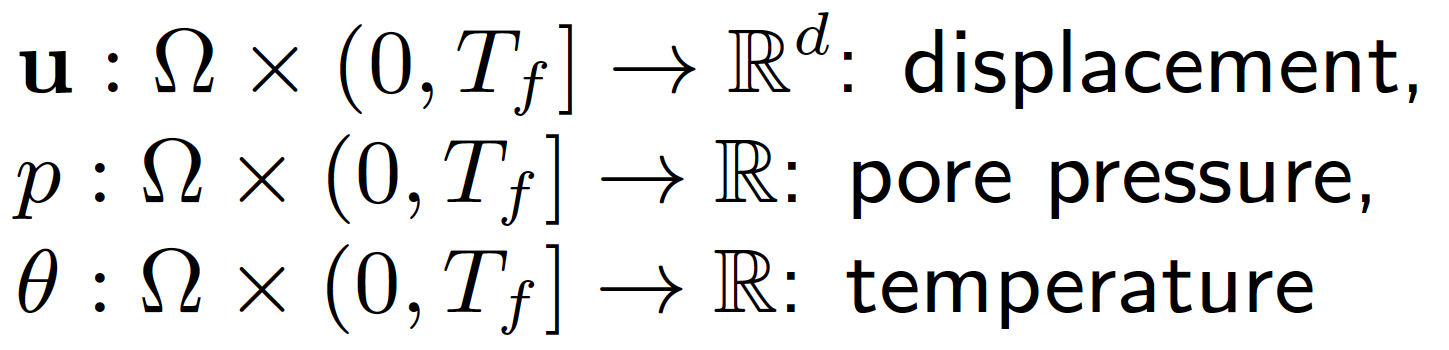 𝐮 : Ω × (0, T_f] → ℝ^d: displacement,
p : Ω × (0, T_f] → ℝ: pore pressure,
θ : Ω × (0, T_f] → ℝ: temperature